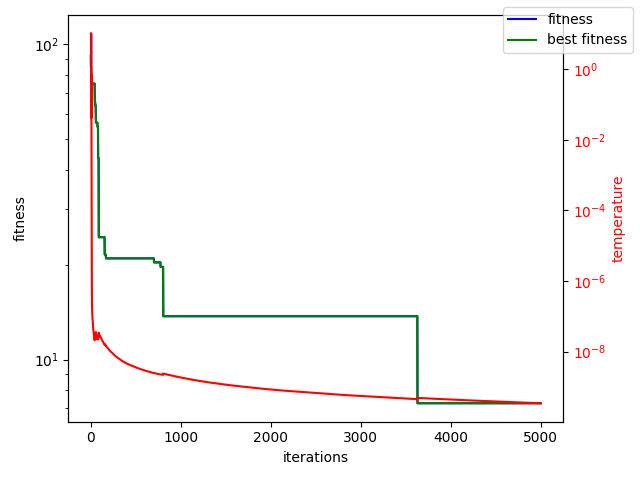 fitness
best fitness
10²
10¹
fitness
10⁰
10⁻²
10⁻⁴
10⁻⁶
10⁻⁸
temperature
0 1000 2000 3000 4000 5000
iterations